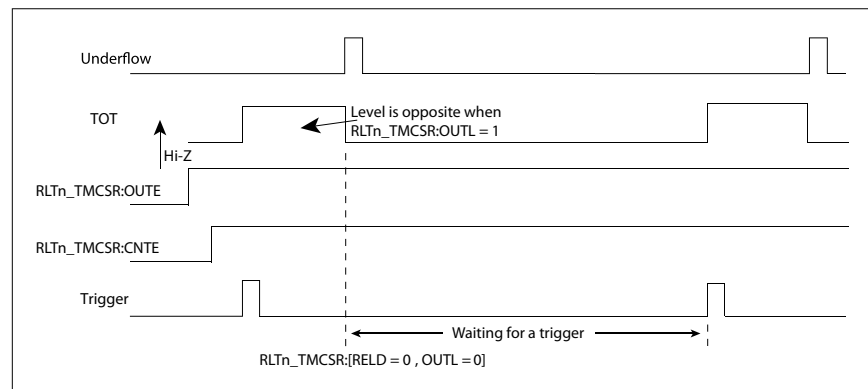 Underflow
TOT
Level is opposite when
RLTn_TMCSR:OUTL = 1
Hi-Z
RLTn_TMCSR:OUTE
RLTn_TMCSR:CNTE
Trigger
Waiting for a trigger
RLTn_TMCSR:[RELD = 0 , OUTL = 0]